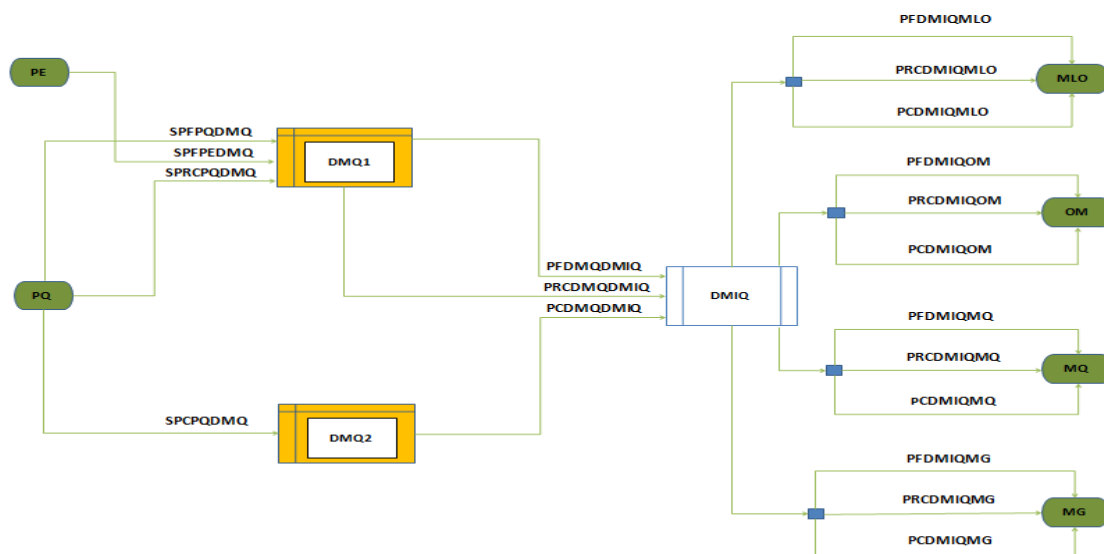 PFDMIQMLO
PE
PRCDMIQMLO
MLO
PCDMIQMLO
SPFPQDMQ
SPFPEDMQ
SPRCPQDMQ
DMQ1
PFDMIQOM
PRCDMIQOM
OM
PCDMIQOM
PFDMQDMIQ
PRCDMQDMIQ
PCDMQDMIQ
PQ
DMIQ
PFDMIQMQ
PRCDMIQMQ
MQ
PCDMIQMQ
SPCPQDMQ
DMQ2
PFDMIQMG
PRCDMIQMG
MG
PCDMIQMG